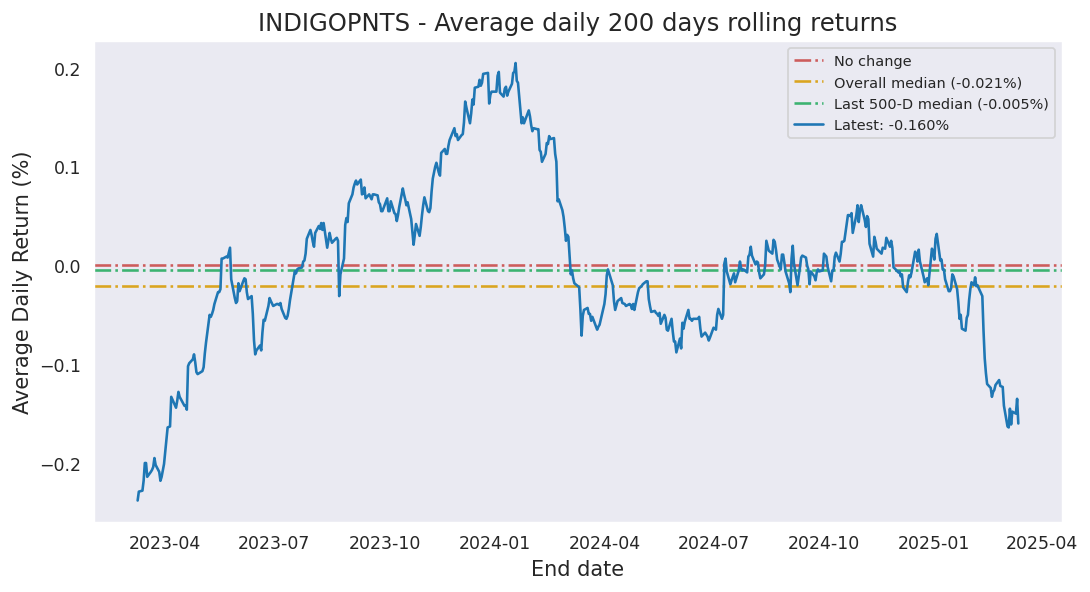 INDIGOPNTS - Average daily 200 days rolling returns
No change
Overall median (-0.021%)
Last 500-D median (-0.005%)
Latest: -0.160%
Average Daily Return (%)
0.2
0.1
0.0
−0.1
−0.2
2023-04 2023-07 2023-10 2024-01 2024-04 2024-07 2024-10 2025-01 2025-04
End date